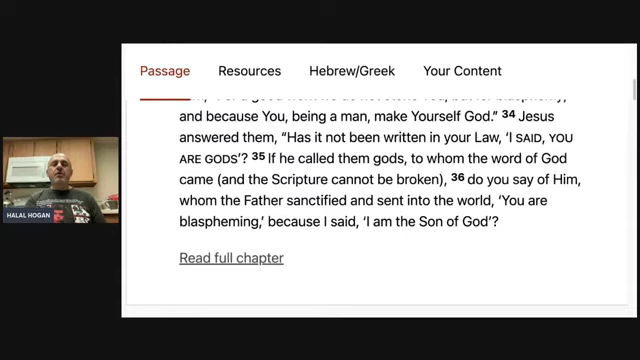 Passage Resources Hebrew/Greek Your Content
and because You, being a man, make Yourself God.” 34 Jesus
answered them, “Has it not been written in your Law, ‘I SAID, YOU
ARE GODS’? 35 If he called them gods, to whom the word of God
came (and the Scripture cannot be broken), 36 do you say of Him,
whom the Father sanctified and sent into the world, ‘You are
blaspheming,’ because I said, ‘I am the Son of God’?
Read full chapter
HALAL HOGAN